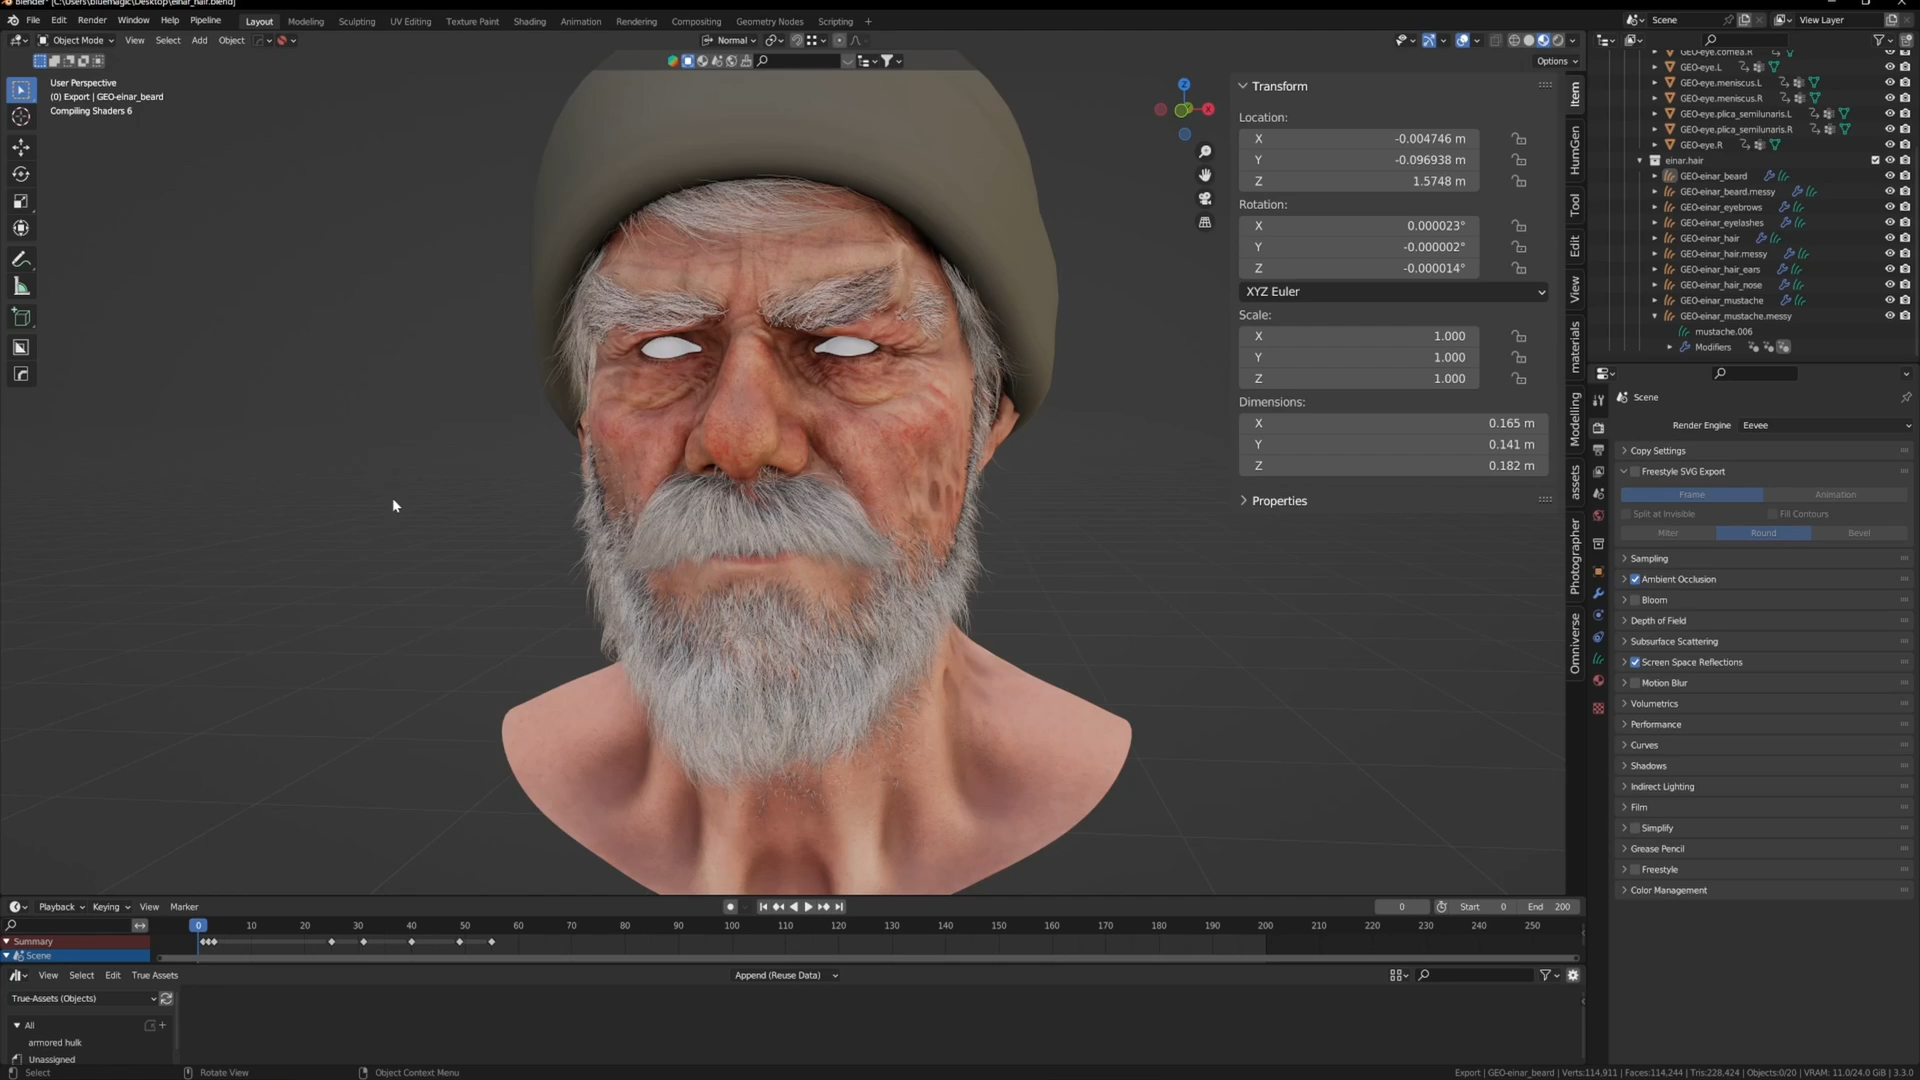 Blender* [C:\Users\bluemagic\Desktop\einar_hair.blend]
File Edit Render Window Help Pipeline Layout Modeling Sculpting UV Editing Texture Paint Shading Animation Rendering Compositing Geometry Nodes Scripting + Scene View Layer
Object Mode View Select Add Object Normal
Options
User Perspective
(0) Export | GEO-einar_beard
Compiling Shaders 6
Z
X
Transform
Location:
X -0.004746 m
Y -0.096938 m
Z 1.5748 m
Rotation:
X 0.000023°
Y -0.000002°
Z -0.000014°
XYZ Euler
Scale:
X 1.000
Y 1.000
Z 1.000
Dimensions:
X 0.165 m
Y 0.141 m
Z 0.182 m
Properties
Item
HumGen
Tool
Edit
View
materials
Modelling
assets
Photographer
Omniverse
GEO-eye.cornea.R
GEO-eye.L
GEO-eye.meniscus.L
GEO-eye.meniscus.R
GEO-eye.plica_semilunaris.L
GEO-eye.plica_semilunaris.R
GEO-eye.R
einar.hair
GEO-einar_beard
GEO-einar_beard.messy
GEO-einar_eyebrows
GEO-einar_eyelashes
GEO-einar_hair
GEO-einar_hair.messy
GEO-einar_hair_ears
GEO-einar_hair_nose
GEO-einar_mustache
GEO-einar_mustache.messy
mustache.006
Modifiers
Scene
Render Engine Eevee
Copy Settings
Freestyle SVG Export
Frame Animation
Split at Invisible Fill Contours
Miter Round Bevel
Sampling
Ambient Occlusion
Bloom
Depth of Field
Subsurface Scattering
Screen Space Reflections
Motion Blur
Volumetrics
Performance
Curves
Shadows
Indirect Lighting
Film
Simplify
Grease Pencil
Freestyle
Color Management
Playback Keying View Marker 0 Start 0 End 200
0 10 20 30 40 50 60 70 80 90 100 110 120 130 140 150 160 170 180 190 200 210 220 230 240 250
Summary
Scene
View Select Edit True Assets Append (Reuse Data)
True-Assets (Objects)
All
armored hulk
Unassigned
Select Rotate View Object Context Menu Export | GEO-einar_beard | Verts:114,911 | Faces:114,244 | Tris:228,424 | Objects:0/20 | VRAM: 11.0/24.0 GiB | 3.3.0